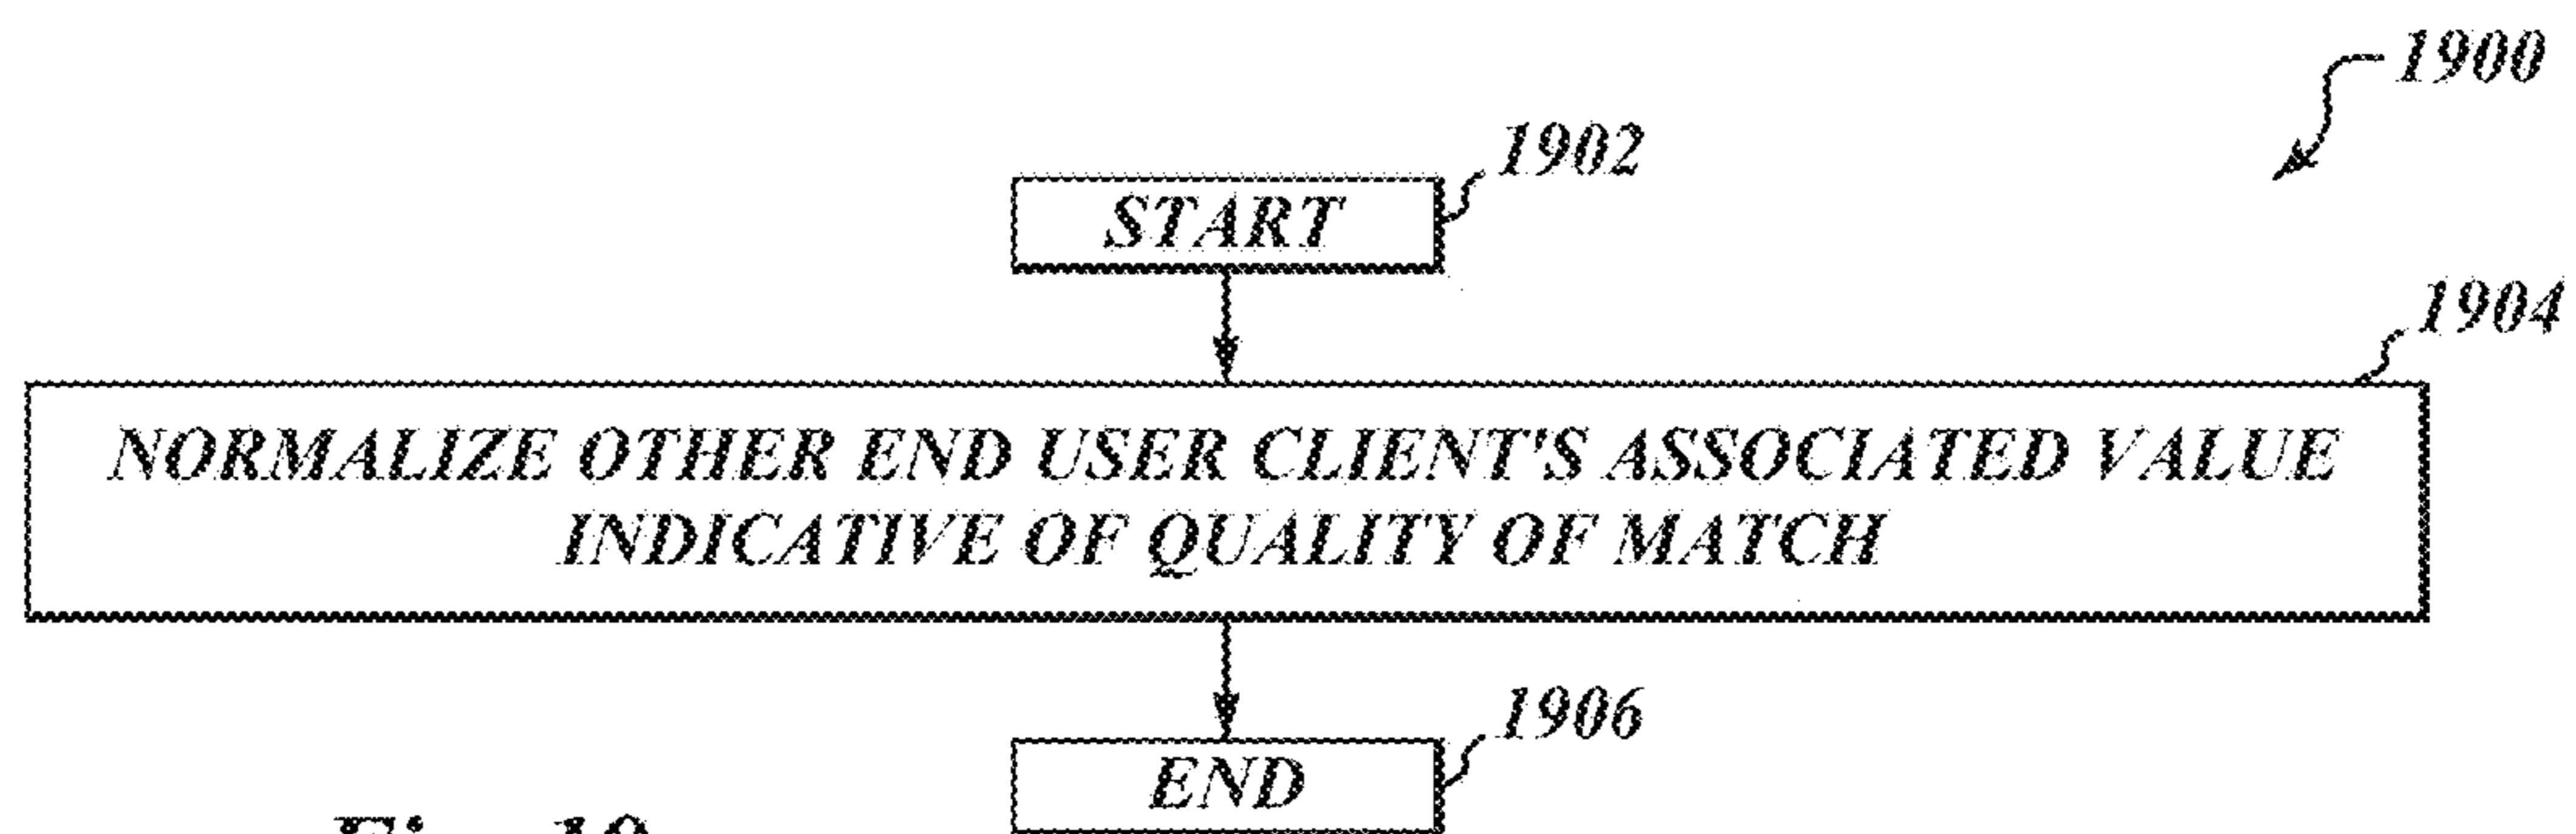 1900
1902
START
1904
NORMALIZE OTHER END USER CLIENT'S ASSOCIATED VALUE
INDICATIVE OF QUALITY OF MATCH
1906
END